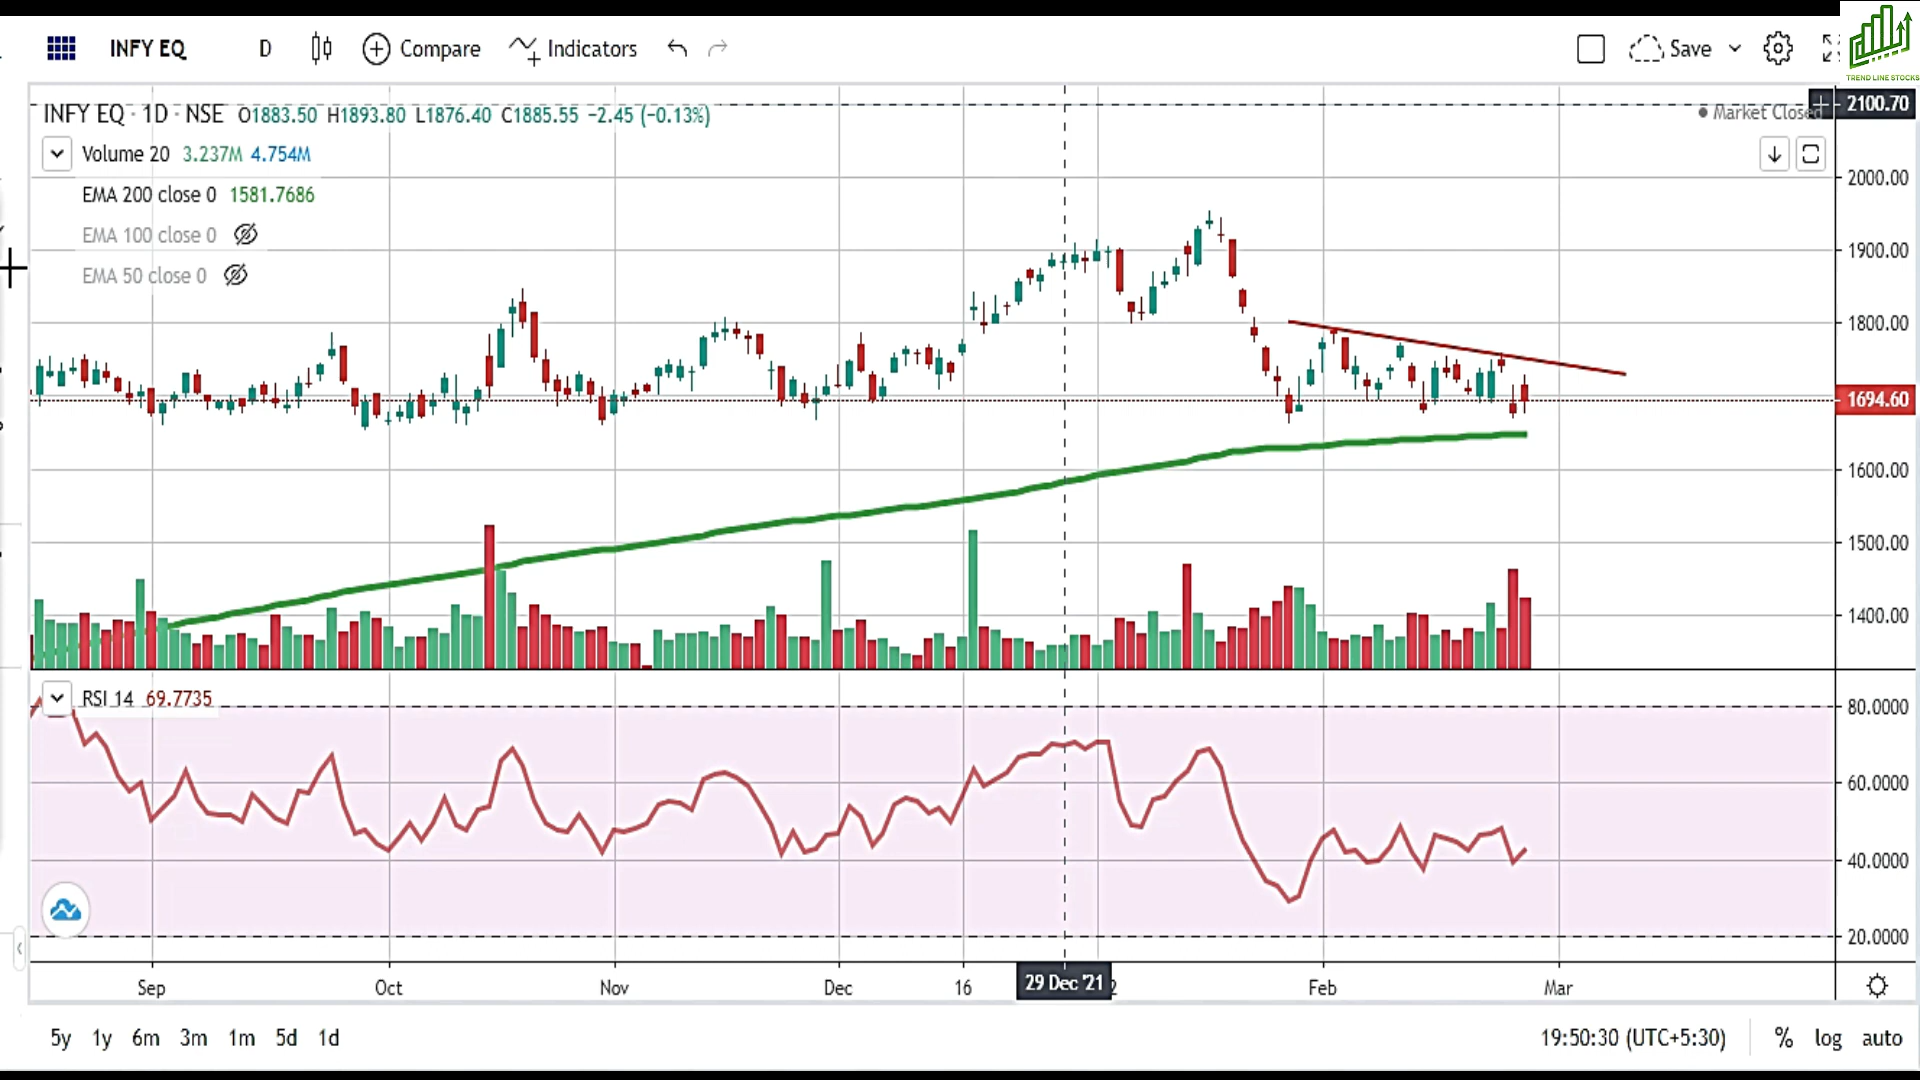 INFY EQ D Compare Indicators Save
TREND LINE STOCKS
INFY EQ · 1D · NSE O1883.50 H1893.80 L1876.40 C1885.55 −2.45 (−0.13%)
Market Closed
2100.70
Volume 20 3.237M 4.754M
2000.00
EMA 200 close 0 1581.7686
EMA 100 close 0
1900.00
EMA 50 close 0
1800.00
1694.60
1600.00
1500.00
1400.00
RSI 14 69.7735
80.0000
60.0000
40.0000
20.0000
Sep Oct Nov Dec 16 29 Dec '21 2 Feb Mar
5y 1y 6m 3m 1m 5d 1d 19:50:30 (UTC+5:30) % log auto